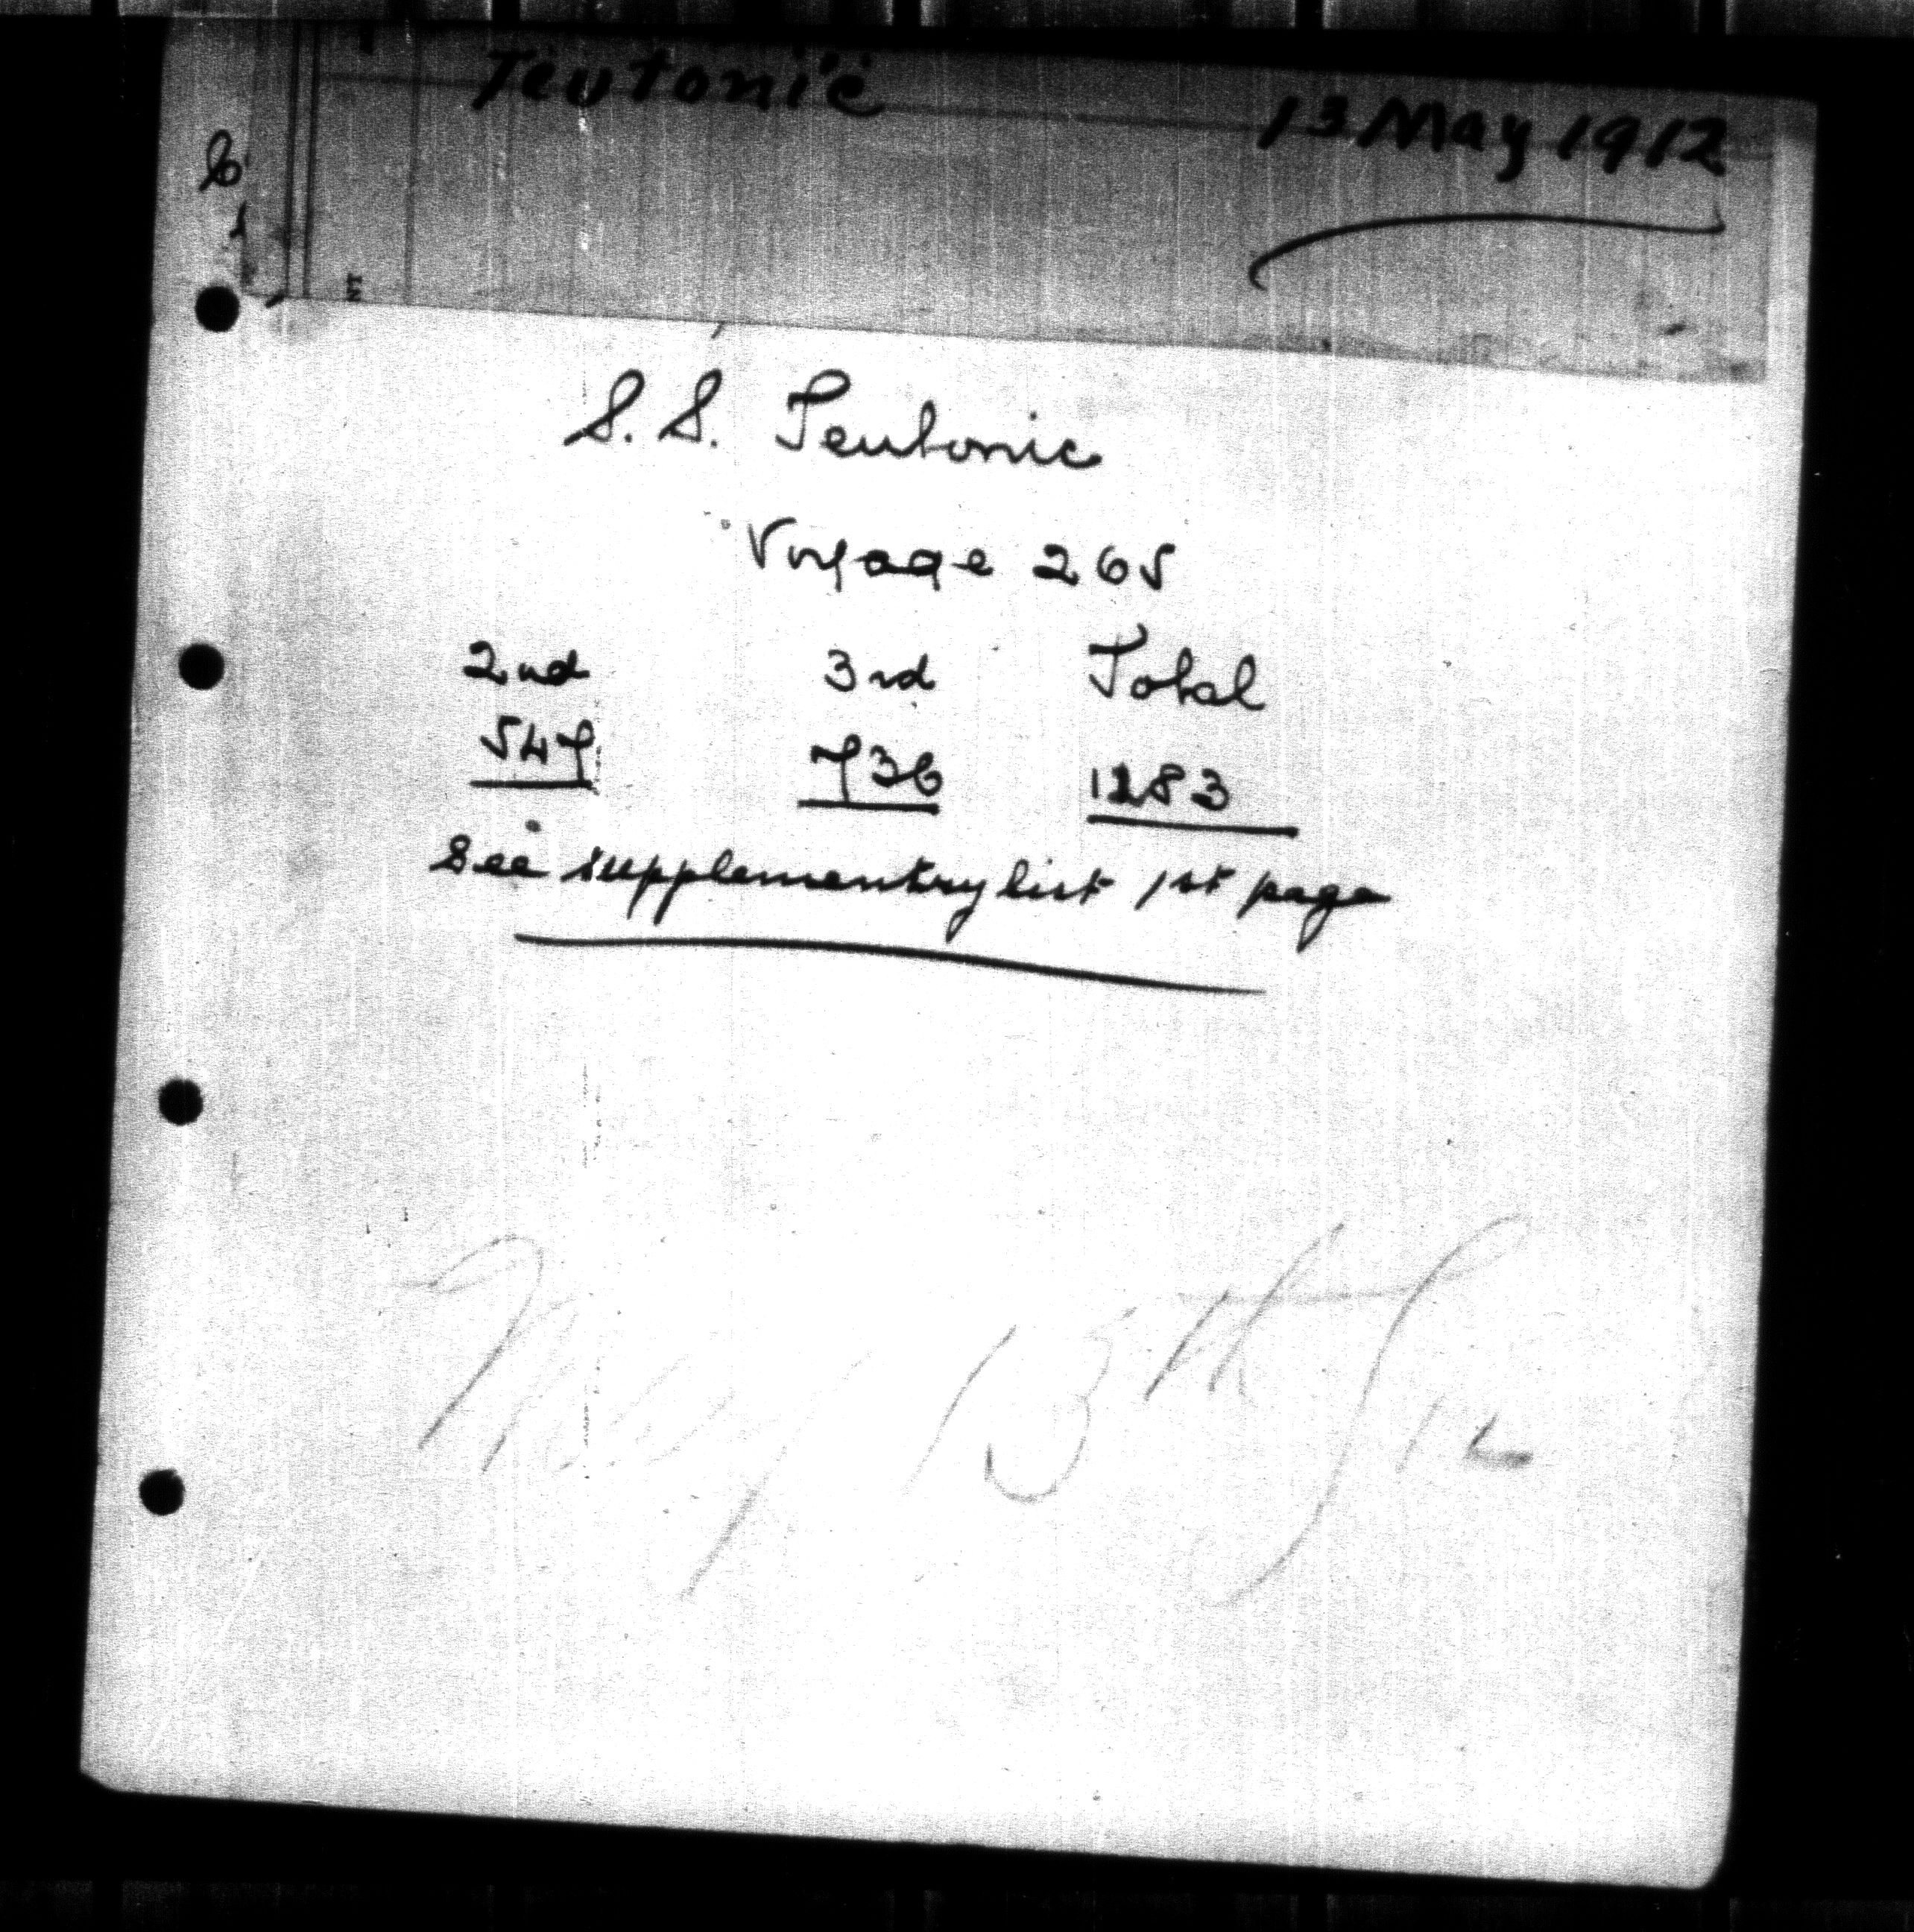 Teutonic 13 May 1912
S.S. Teutonic
Voyage 265
2nd 3rd Total
547 736 1283
See supplementry list 1st page
May 13th/12